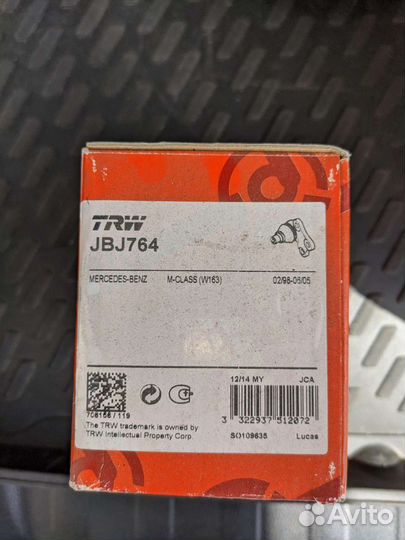 TRW
JBJ764
MERCEDES-BENZ M-CLASS (W163) 02/98-06/05
12/14 MY JCA
706156 / 119
The TRW trademark is owned by
TRW Intellectual Property Corp.
3 322937 512072
SO109635 Lucas
Avito